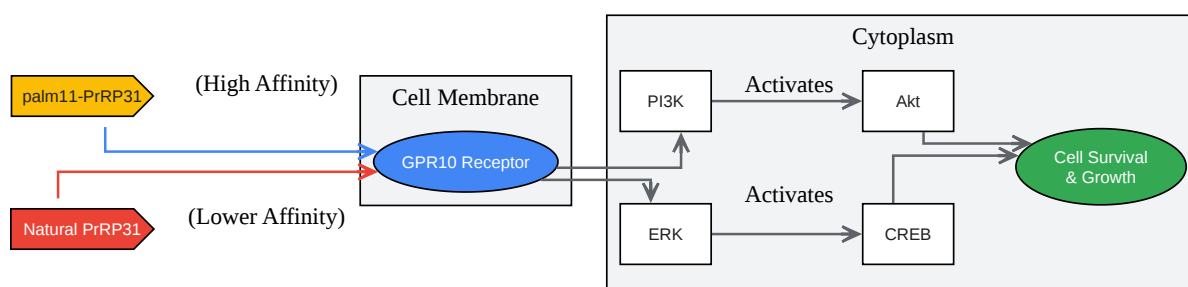 Cytoplasm
palm11-PrRP31
(High Affinity)
Cell Membrane
PI3K
Activates
Akt
GPR10 Receptor
Cell Survival
& Growth
Natural PrRP31
(Lower Affinity)
ERK
Activates
CREB